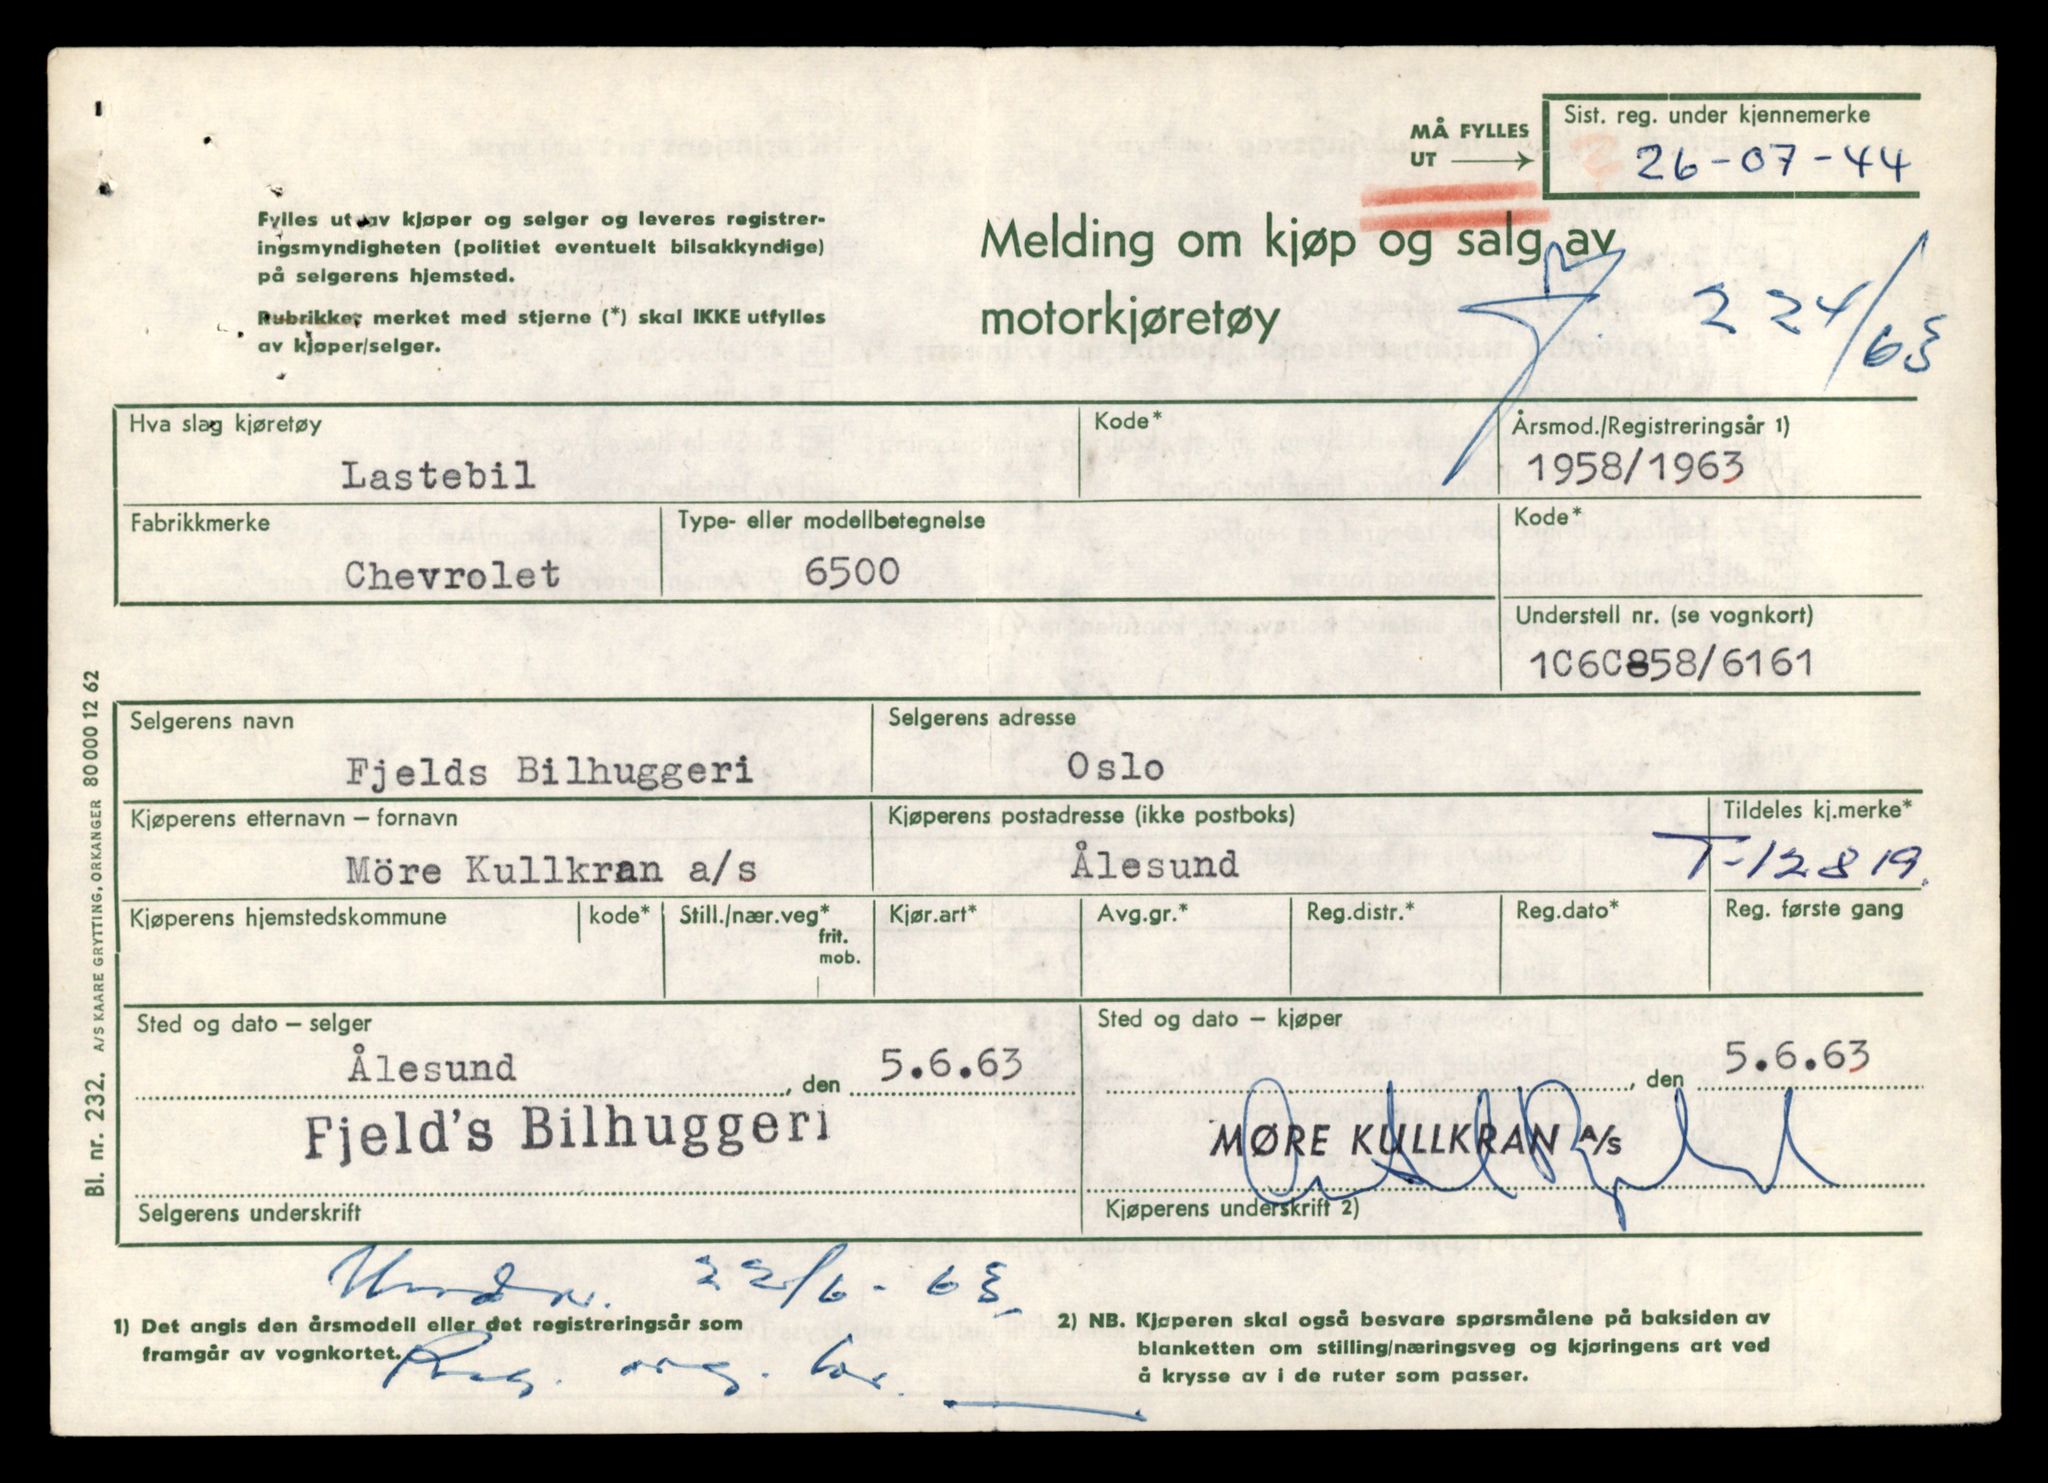 MÅ FYLLES
UT
Sist. reg. under kjennemerke
26-07-44
Fylles ut av kjøper og selger og leveres registrer-
ingsmyndigheten (politiet eventuelt bilsakkyndige)
på selgerens hjemsted.
Rubrikker merket med stjerne (*) skal IKKE utfylles
av kjøper/selger.
Melding om kjøp og salg av
motorkjøretøy
J. 224/63
Hva slag kjøretøy
Lastebil
Kode*
Årsmod./Registreringsår 1)
1958/1963
Fabrikkmerke
Chevrolet
Type- eller modellbetegnelse
6500
Kode*
Understell nr. (se vognkort)
1C6C858/6161
Selgerens navn
Fjelds Bilhuggeri
Selgerens adresse
Oslo
Kjøperens etternavn – fornavn
Möre Kullkran a/s
Kjøperens postadresse (ikke postboks)
Ålesund
Tildeles kj.merke*
T-12819.
Kjøperens hjemstedskommune
kode*
Still./nær.veg*
frit.
mob.
Kjør.art*
Avg.gr.*
Reg.distr.*
Reg.dato*
Reg. første gang
Sted og dato – selger
Ålesund, den 5.6.63
Fjeld's Bilhuggeri
Selgerens underskrift
Sted og dato – kjøper
, den 5.6.63
MØRE KULLKRAN A/S
Kjøperens underskrift 2)
22/6-63
1) Det angis den årsmodell eller det registreringsår som
framgår av vognkortet.
Reg. org.
2) NB. Kjøperen skal også besvare spørsmålene på baksiden av
blanketten om stilling/næringsveg og kjøringens art ved
å krysse av i de ruter som passer.
Bl. nr. 232. A/S KAARE GRYTTING, ORKANGER 80000 12 62